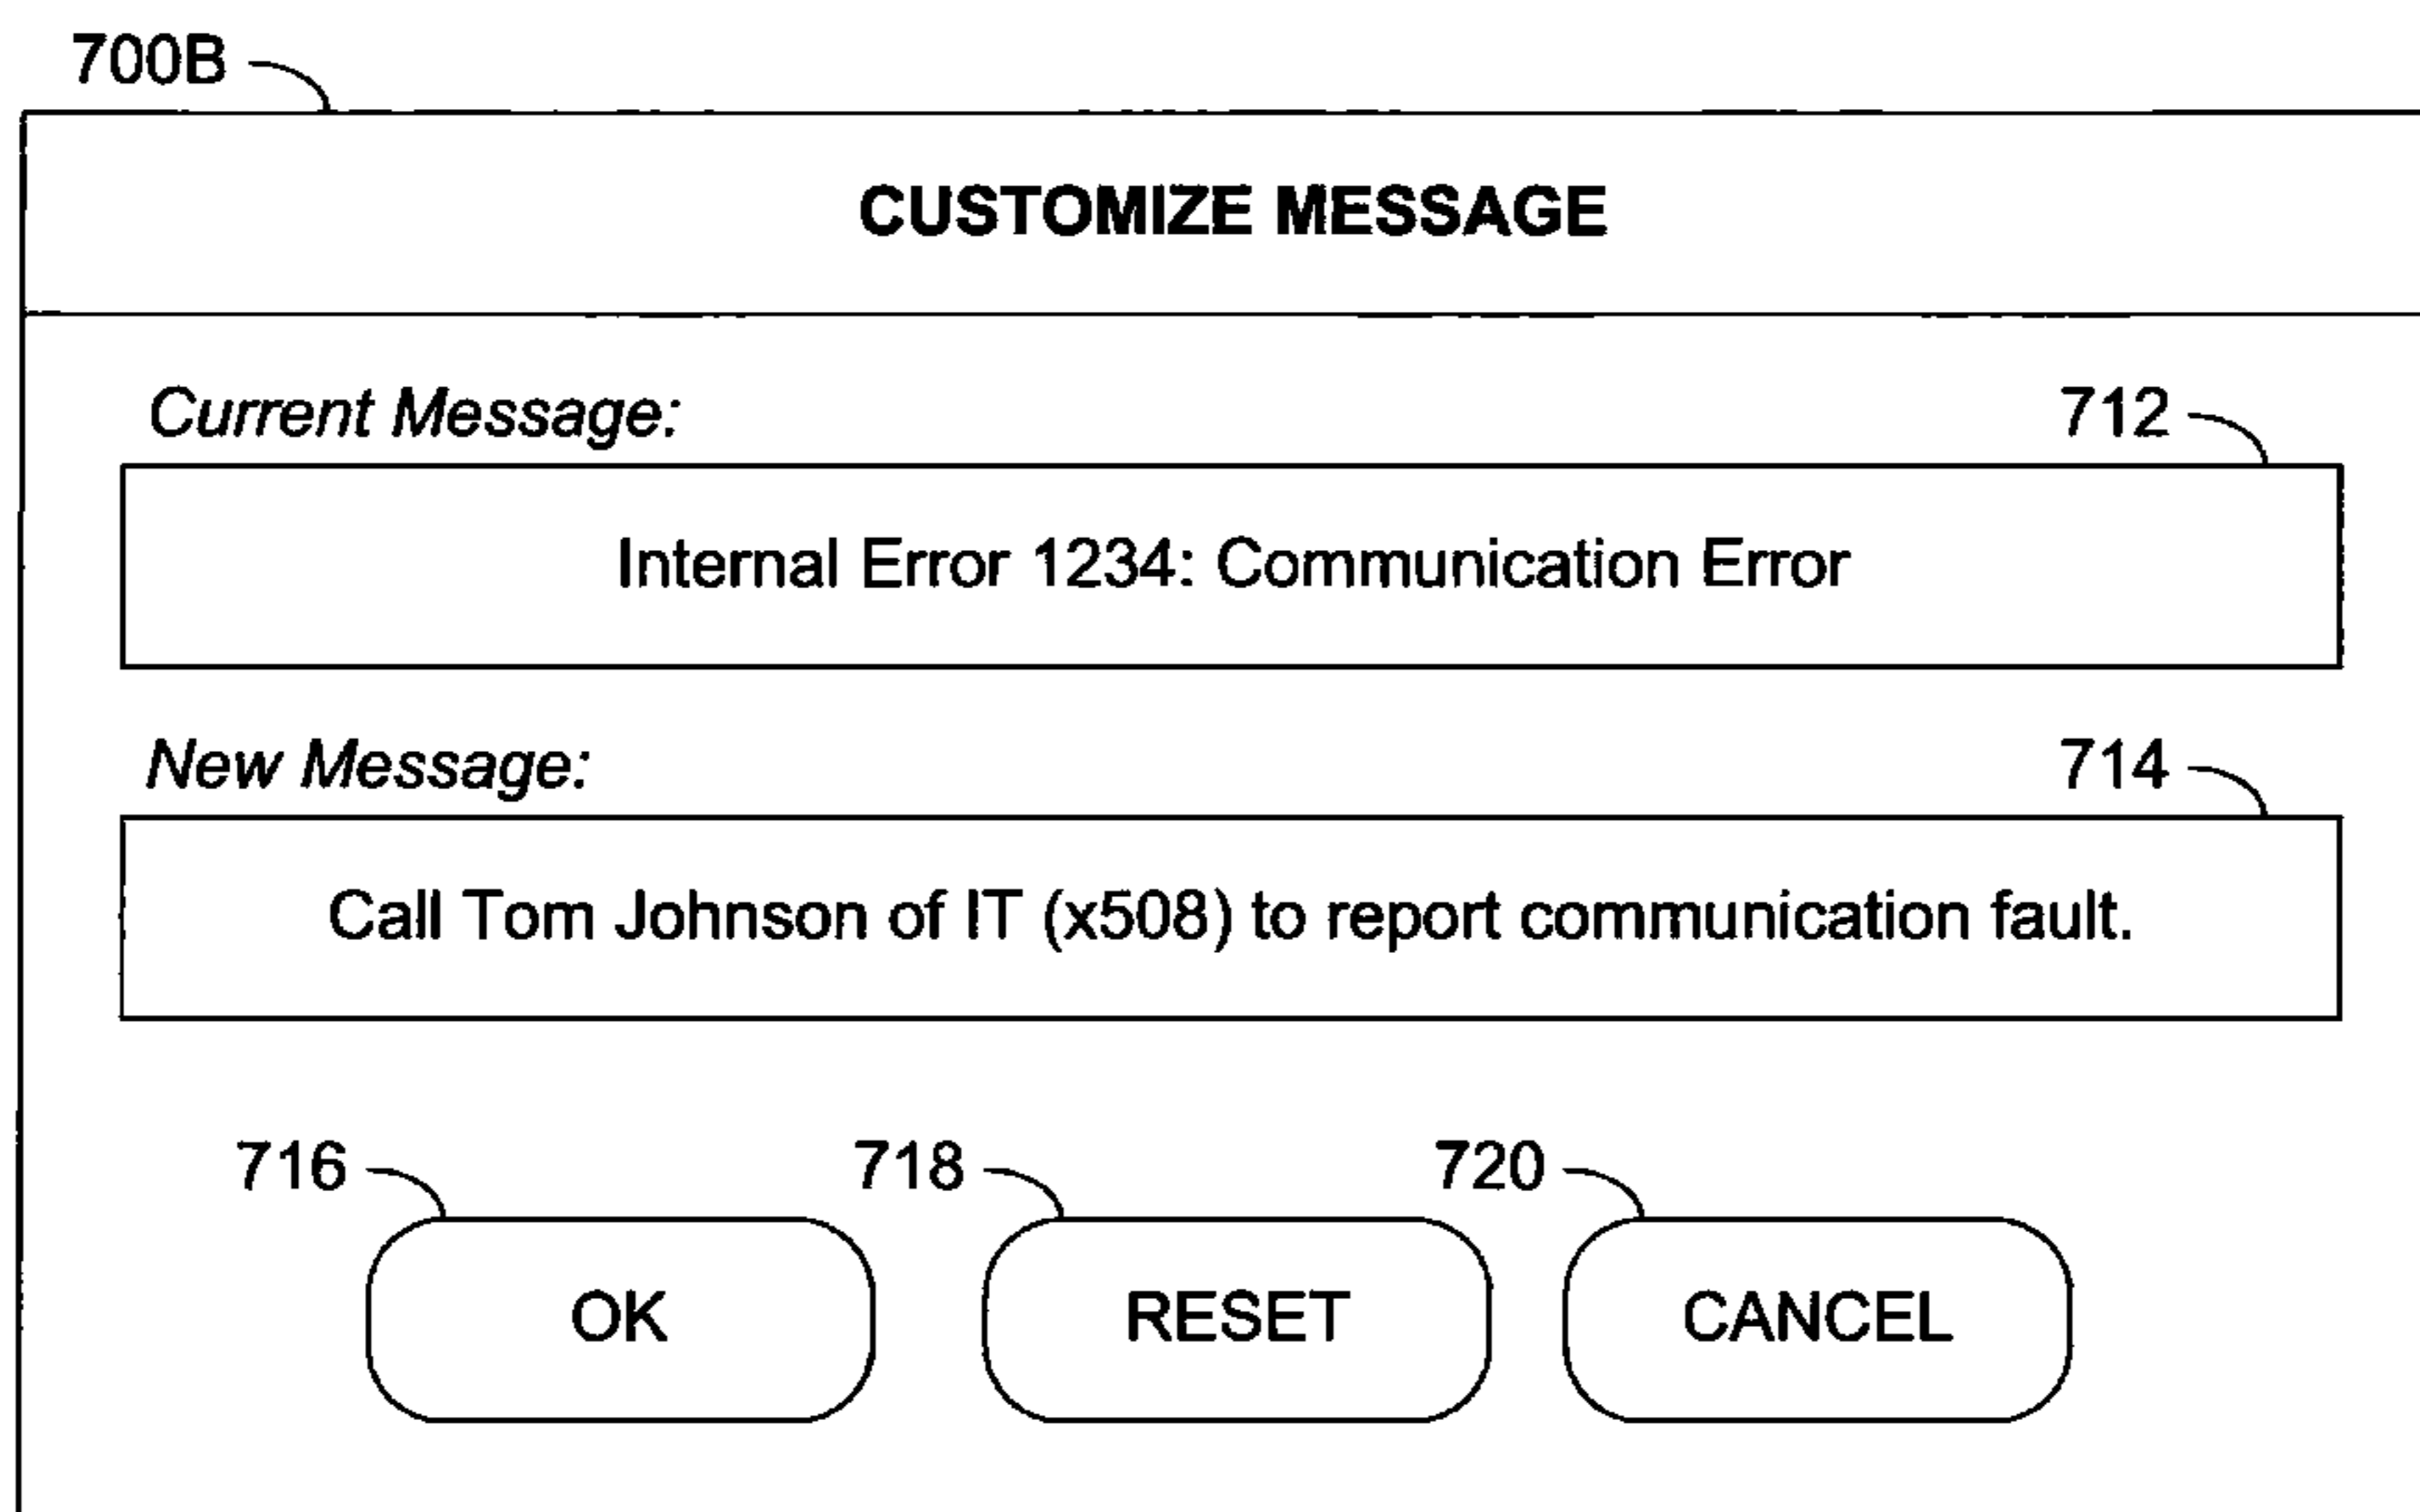 700B
CUSTOMIZE MESSAGE
Current Message:
712
Internal Error 1234: Communication Error
New Message:
714
Call Tom Johnson of IT (x508) to report communication fault.
716
718
720
OK
RESET
CANCEL